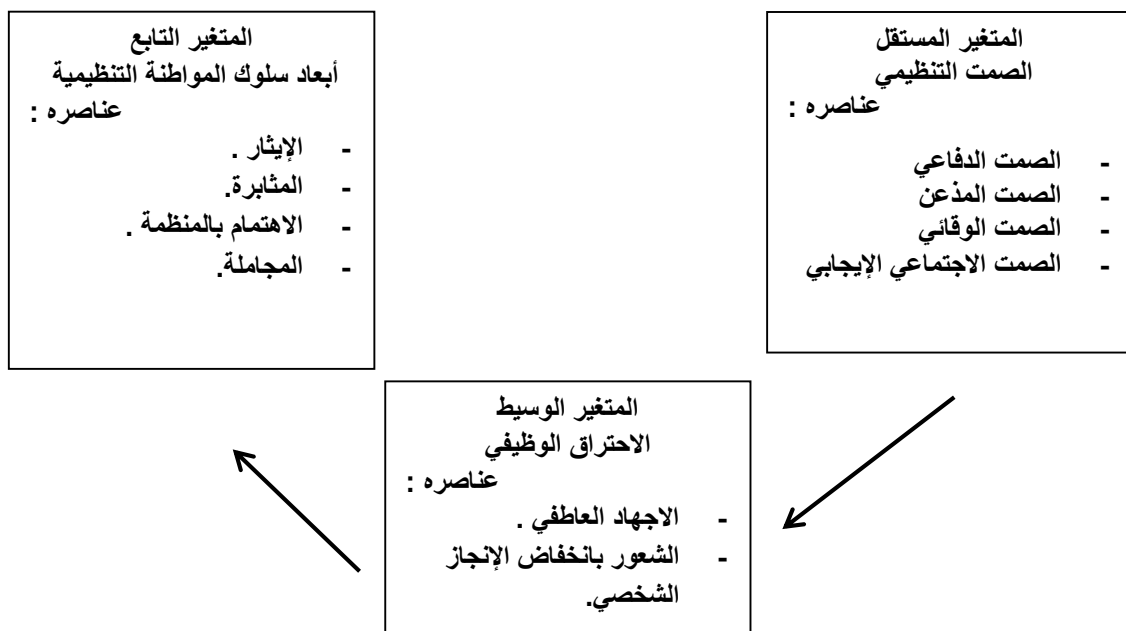 المتغير المستقل
الصمت التنظيمي
عناصره :
- الصمت الدفاعي
- الصمت المذعن
- الصمت الوقائي
- الصمت الاجتماعي الإيجابي
المتغير التابع
أبعاد سلوك المواطنة التنظيمية
عناصره :
- الإيثار .
- المثابرة.
- الاهتمام بالمنظمة .
- المجاملة.
المتغير الوسيط
الاحتراق الوظيفي
عناصره :
- الاجهاد العاطفي .
- الشعور بانخفاض الإنجاز
الشخصي.